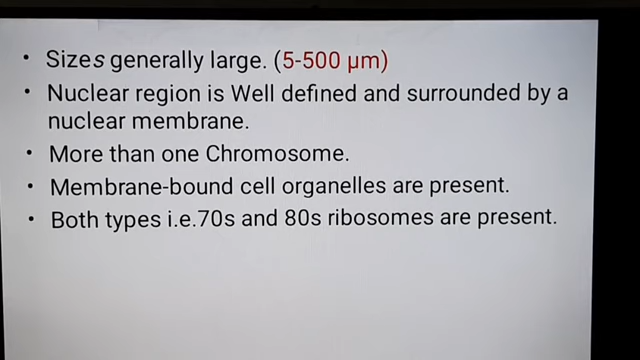 • Sizes generally large. (5-500 µm)
• Nuclear region is Well defined and surrounded by a
nuclear membrane.
• More than one Chromosome.
• Membrane-bound cell organelles are present.
• Both types i.e.70s and 80s ribosomes are present.